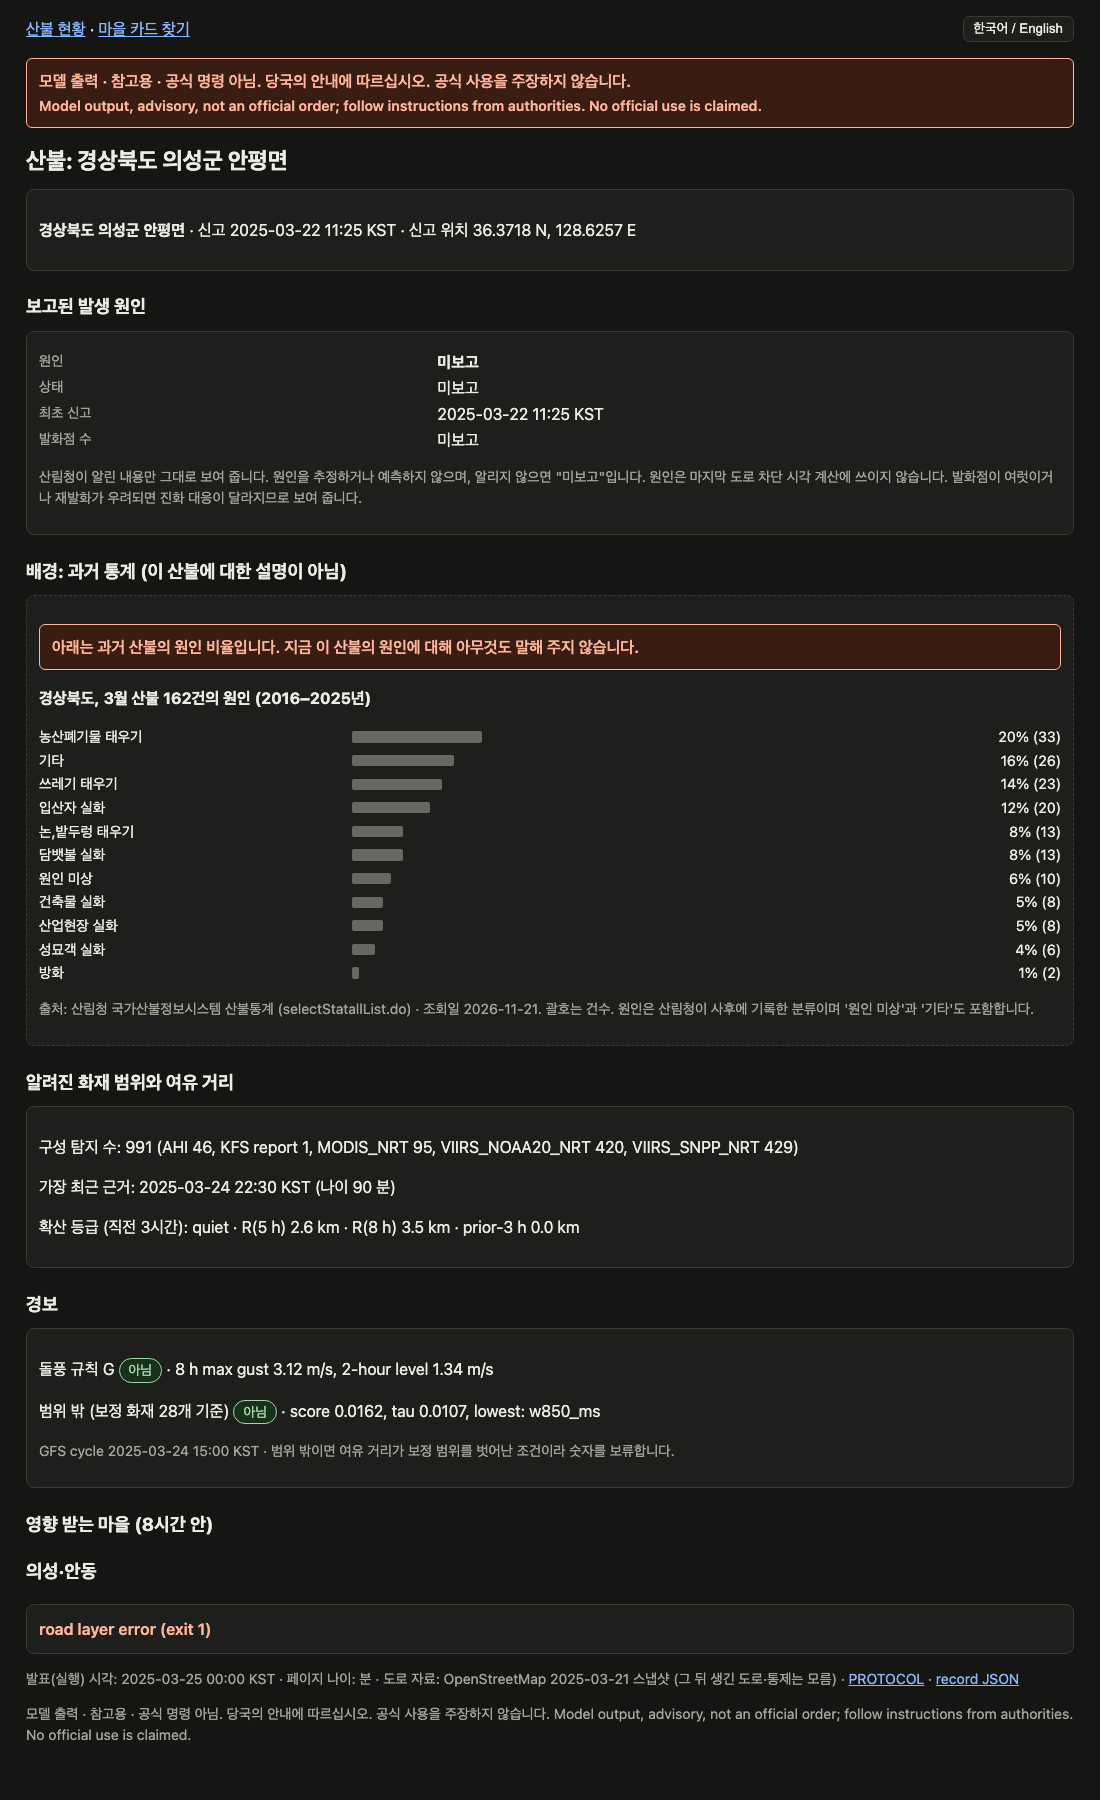 산불 현황 · 마을 카드 찾기
한국어 / English
모델 출력 · 참고용 · 공식 명령 아님. 당국의 안내에 따르십시오. 공식 사용을 주장하지 않습니다.
Model output, advisory, not an official order; follow instructions from authorities. No official use is claimed.
산불: 경상북도 의성군 안평면
경상북도 의성군 안평면 · 신고 2025-03-22 11:25 KST · 신고 위치 36.3718 N, 128.6257 E
보고된 발생 원인
원인 미보고
상태 미보고
최초 신고 2025-03-22 11:25 KST
발화점 수 미보고
산림청이 알린 내용만 그대로 보여 줍니다. 원인을 추정하거나 예측하지 않으며, 알리지 않으면 "미보고"입니다. 원인은 마지막 도로 차단 시각 계산에 쓰이지 않습니다. 발화점이 여럿이거
나 재발화가 우려되면 진화 대응이 달라지므로 보여 줍니다.
배경: 과거 통계 (이 산불에 대한 설명이 아님)
아래는 과거 산불의 원인 비율입니다. 지금 이 산불의 원인에 대해 아무것도 말해 주지 않습니다.
경상북도, 3월 산불 162건의 원인 (2016–2025년)
농산폐기물 태우기 20% (33)
기타 16% (26)
쓰레기 태우기 14% (23)
입산자 실화 12% (20)
논,밭두렁 태우기 8% (13)
담뱃불 실화 8% (13)
원인 미상 6% (10)
건축물 실화 5% (8)
산업현장 실화 5% (8)
성묘객 실화 4% (6)
방화 1% (2)
출처: 산림청 국가산불정보시스템 산불통계 (selectStatallList.do) · 조회일 2026-11-21. 괄호는 건수. 원인은 산림청이 사후에 기록한 분류이며 '원인 미상'과 '기타'도 포함합니다.
알려진 화재 범위와 여유 거리
구성 탐지 수: 991 (AHI 46, KFS report 1, MODIS_NRT 95, VIIRS_NOAA20_NRT 420, VIIRS_SNPP_NRT 429)
가장 최근 근거: 2025-03-24 22:30 KST (나이 90 분)
확산 등급 (직전 3시간): quiet · R(5 h) 2.6 km · R(8 h) 3.5 km · prior-3 h 0.0 km
경보
돌풍 규칙 G 아님 · 8 h max gust 3.12 m/s, 2-hour level 1.34 m/s
범위 밖 (보정 화재 28개 기준) 아님 · score 0.0162, tau 0.0107, lowest: w850_ms
GFS cycle 2025-03-24 15:00 KST · 범위 밖이면 여유 거리가 보정 범위를 벗어난 조건이라 숫자를 보류합니다.
영향 받는 마을 (8시간 안)
의성·안동
road layer error (exit 1)
발표(실행) 시각: 2025-03-25 00:00 KST · 페이지 나이: 분 · 도로 자료: OpenStreetMap 2025-03-21 스냅샷 (그 뒤 생긴 도로·통제는 모름) · PROTOCOL · record JSON
모델 출력 · 참고용 · 공식 명령 아님. 당국의 안내에 따르십시오. 공식 사용을 주장하지 않습니다. Model output, advisory, not an official order; follow instructions from authorities.
No official use is claimed.